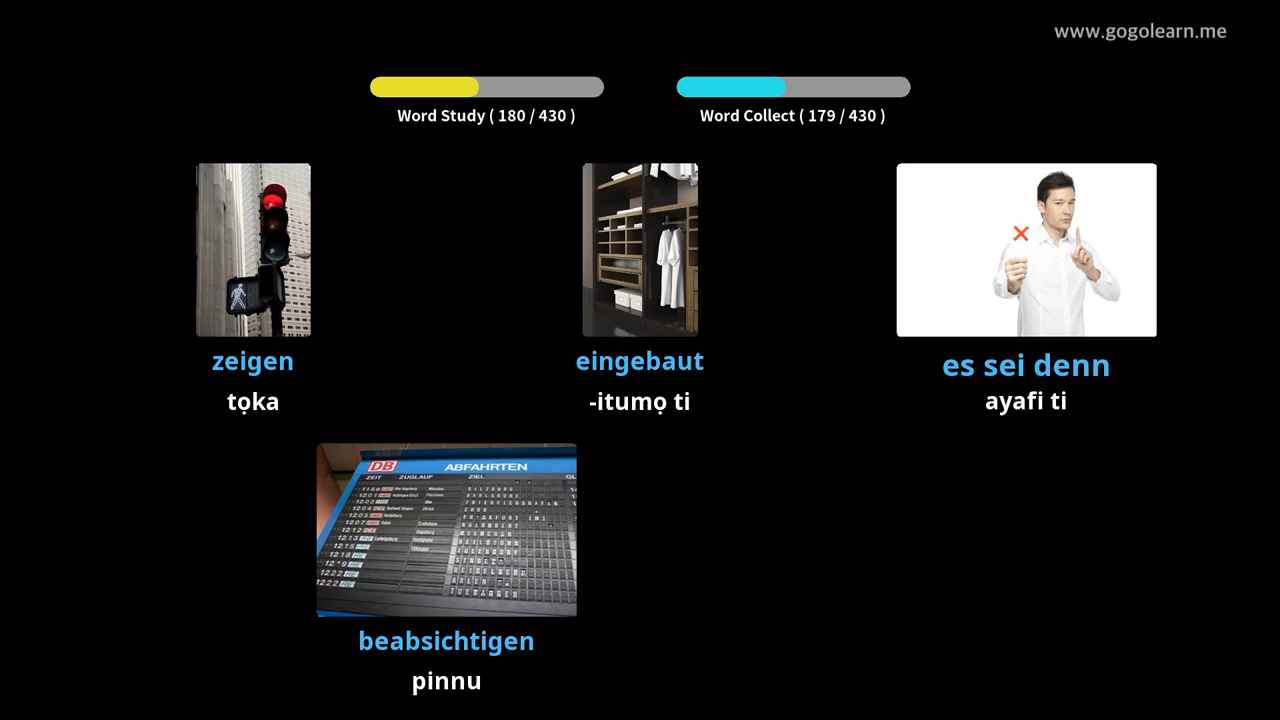 www.gogolearn.me
Word Study ( 180 / 430 )
Word Collect ( 179 / 430 )
zeigen
tọka
eingebaut
-itumọ ti
es sei denn
ayafi ti
DB ABFAHRTEN
ZEIT ZUGLAUF ZIEL
beabsichtigen
pinnu